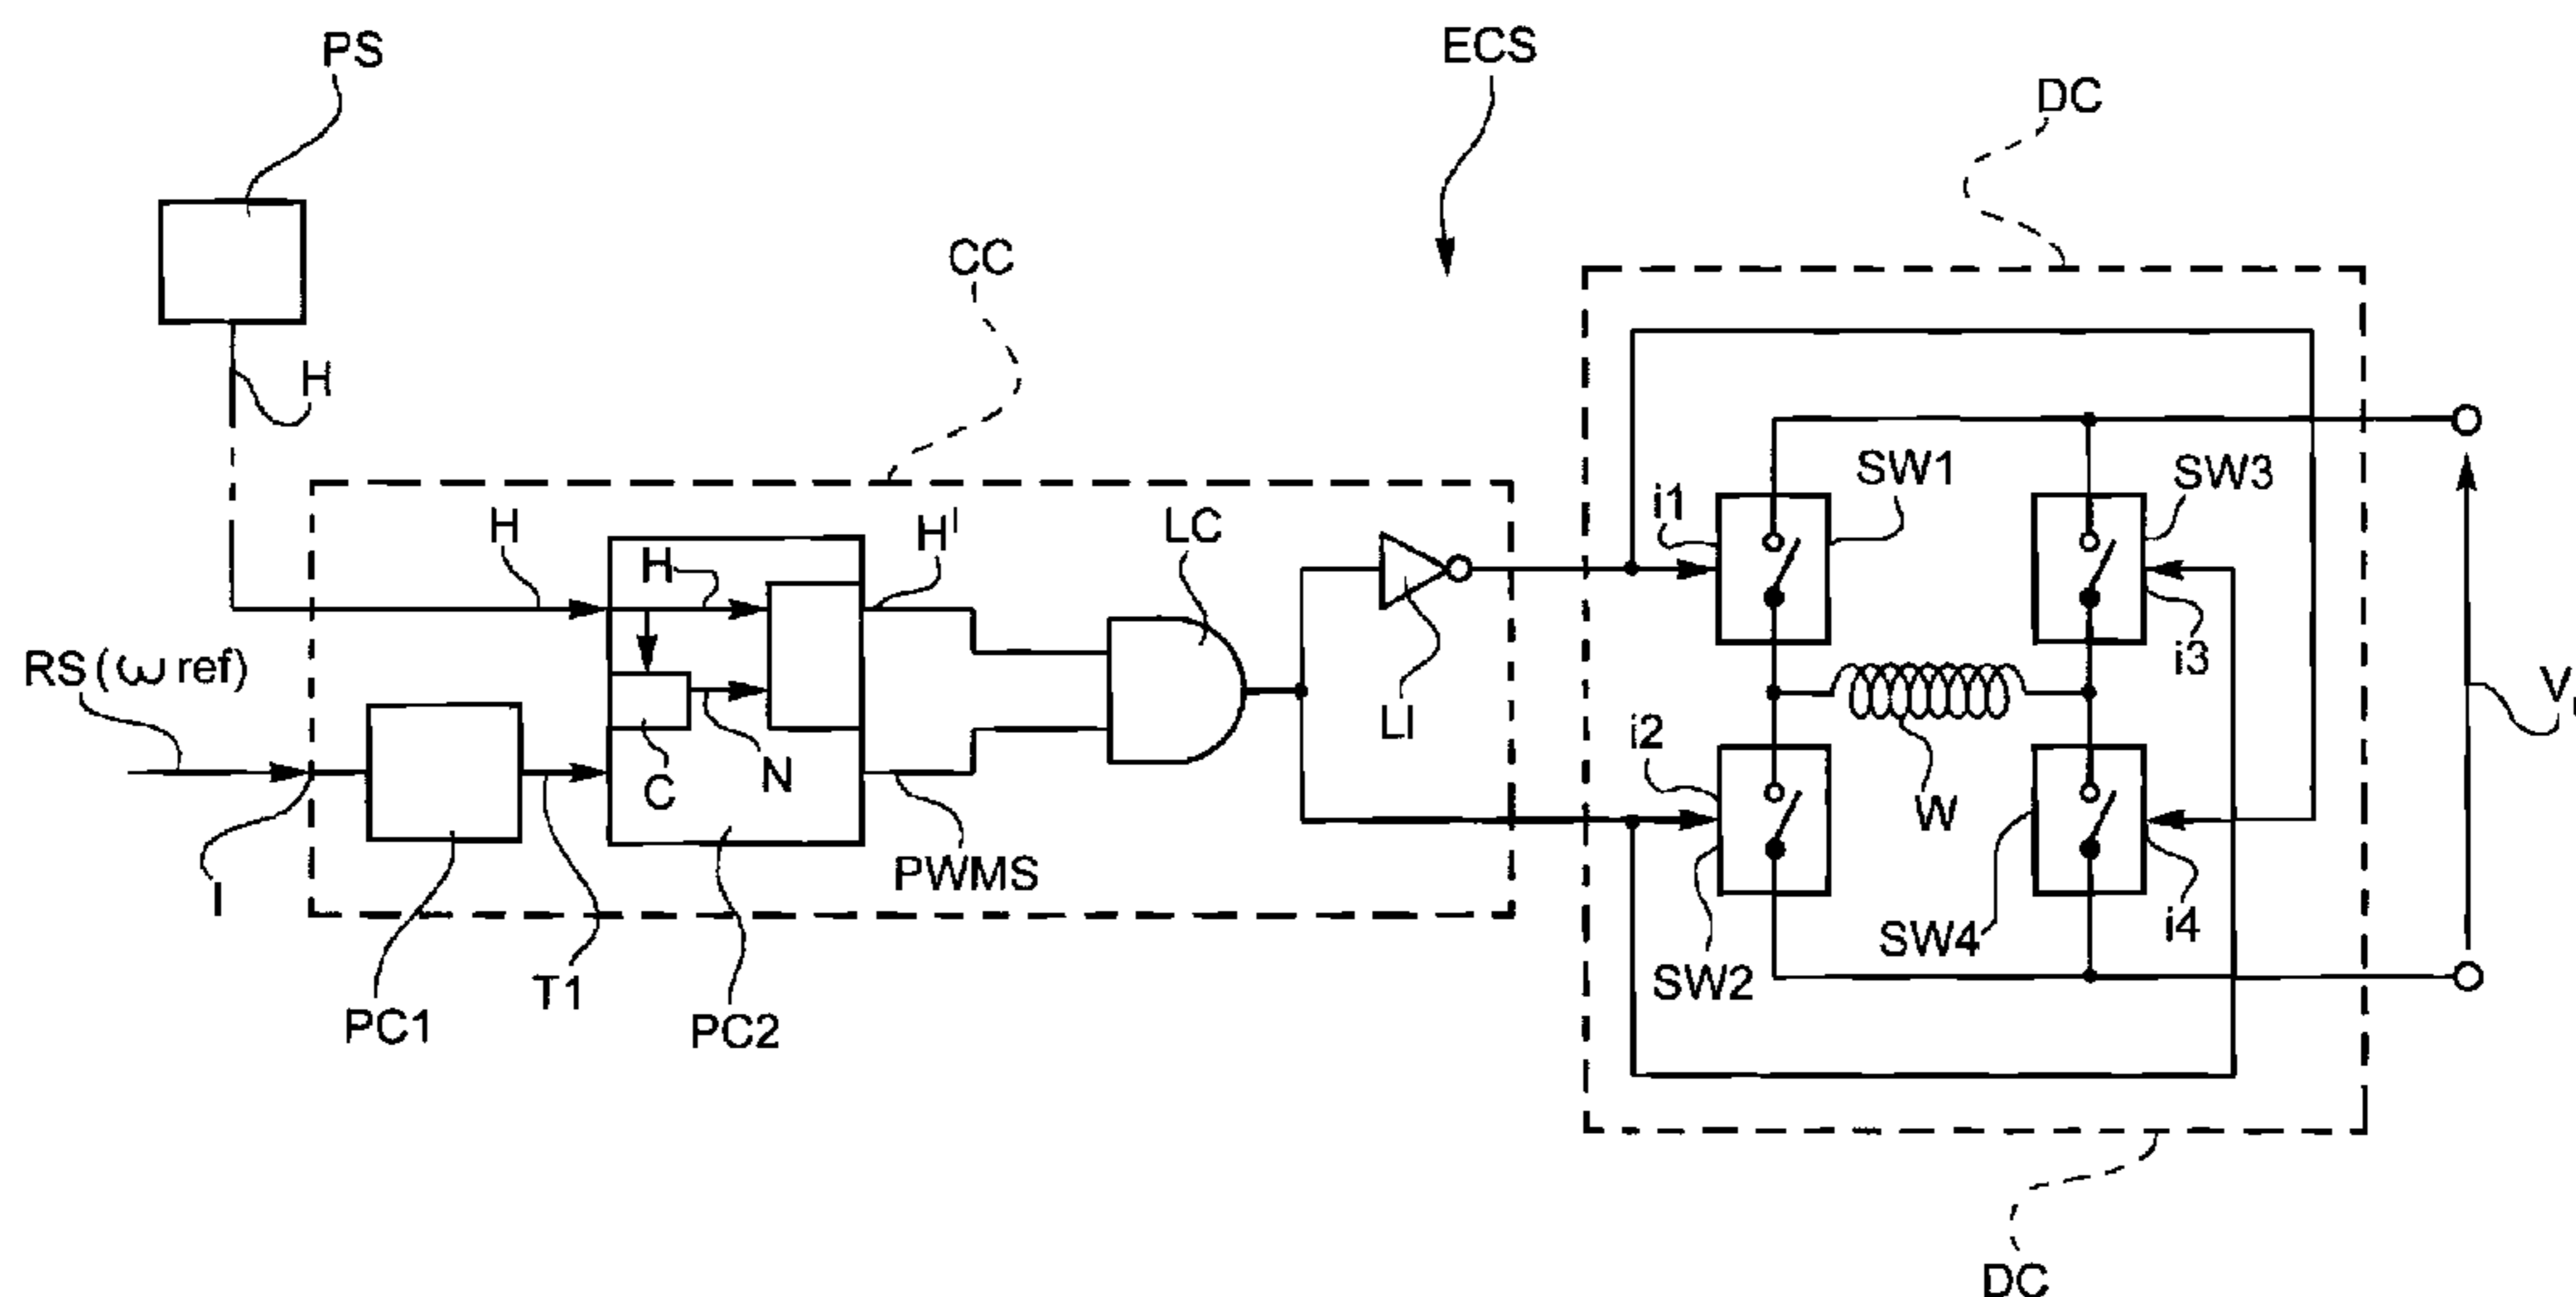 PS
ECS
DC
CC
H
SW1
SW3
i1
H
H
H'
LC
RS (ω ref)
i3
LI
i2
V
C
N
W
PWMS
I
SW4
i4
SW2
T1
PC1
PC2
DC